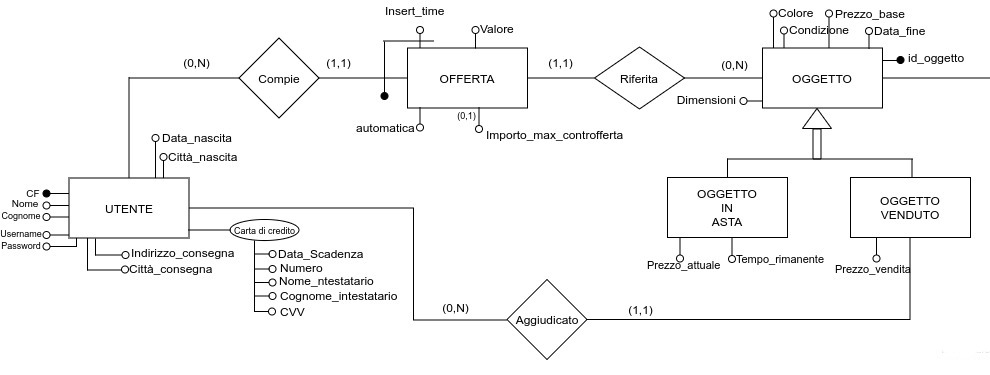 Insert_time
Valore
Colore
Prezzo_base
Condizione
Data_fine
(0,N)
Compie
(1,1)
OFFERTA
(1,1)
Riferita
(0,N)
OGGETTO
id_oggetto
Dimensioni
automatica
(0,1)
Importo_max_controfferta
Data_nascita
Città_nascita
CF
Nome
Cognome
Username
Password
UTENTE
Carta di credito
Indirizzo_consegna
Città_consegna
Data_Scadenza
Numero
Nome_ntestatario
Cognome_intestatario
CVV
OGGETTO
IN
ASTA
OGGETTO
VENDUTO
Prezzo_attuale
Tempo_rimanente
Prezzo_vendita
(0,N)
Aggiudicato
(1,1)